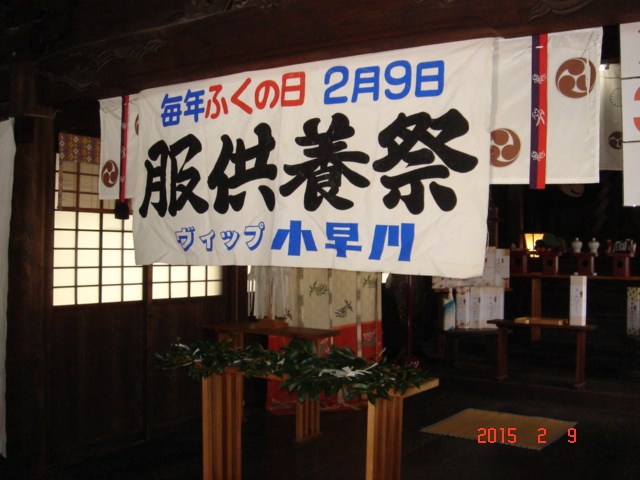 毎年ふくの日 2月9日
服供養祭
ヴィップ 小早川
2015 2 9